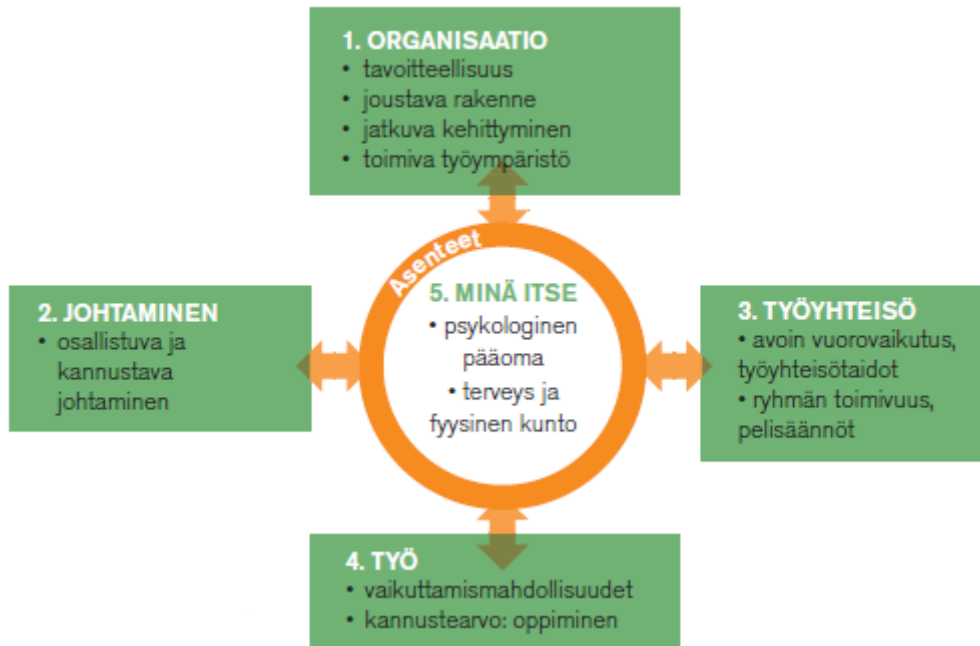 1. ORGANISAATIO
• tavoitteellisuus
• joustava rakenne
• jatkuva kehittyminen
• toimiva työympäristö
Asenteet
5. MINÄ ITSE
• psykologinen
pääoma
• terveys ja
fyysinen kunto
2. JOHTAMINEN
• osallistuva ja
kannustava
johtaminen
3. TYÖYHTEISÖ
• avoin vuorovaikutus,
työyhteisötaidot
• ryhmän toimivuus,
pelisäännöt
4. TYÖ
• vaikuttamismahdollisuudet
• kannustearvo: oppiminen